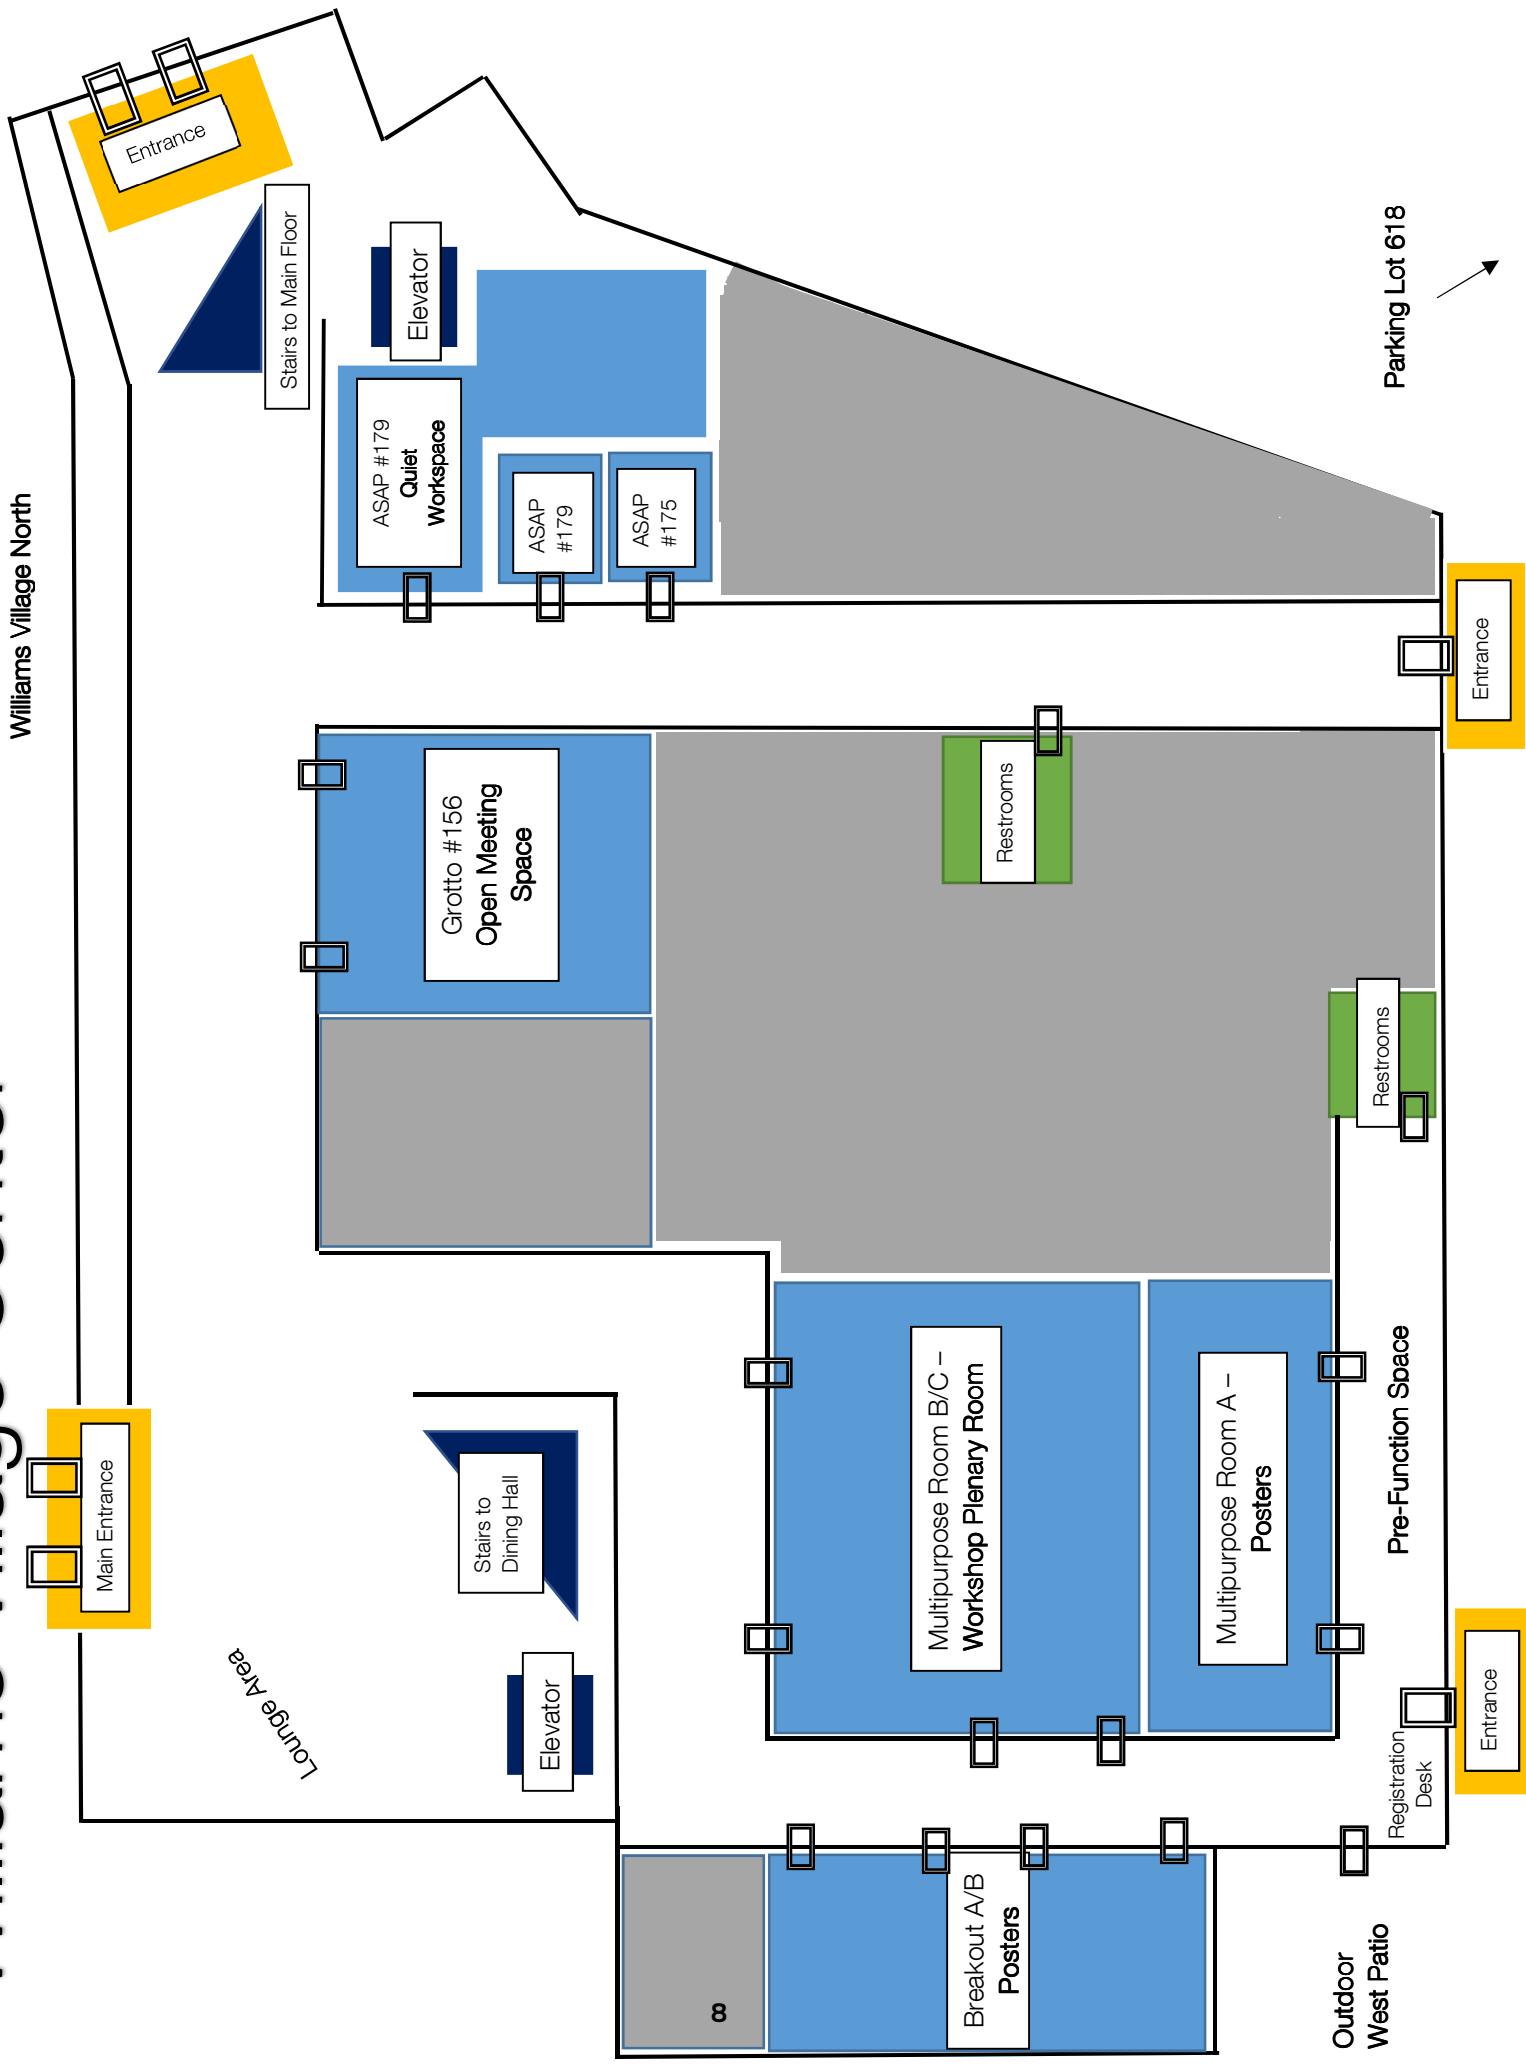 Williams Village Center
Williams Village North
Main Entrance
Entrance
Lounge Area
Stairs to Main Floor
Elevator
Stairs to
Dining Hall
Elevator
ASAP #179
Quiet
Workspace
Grotto #156
Open Meeting
Space
ASAP
#179
ASAP
#175
8
Breakout A/B
Posters
Multipurpose Room B/C –
Workshop Plenary Room
Restrooms
Multipurpose Room A –
Posters
Outdoor
West Patio
Registration
Desk
Pre-Function Space
Restrooms
Parking Lot 618
Entrance
Entrance